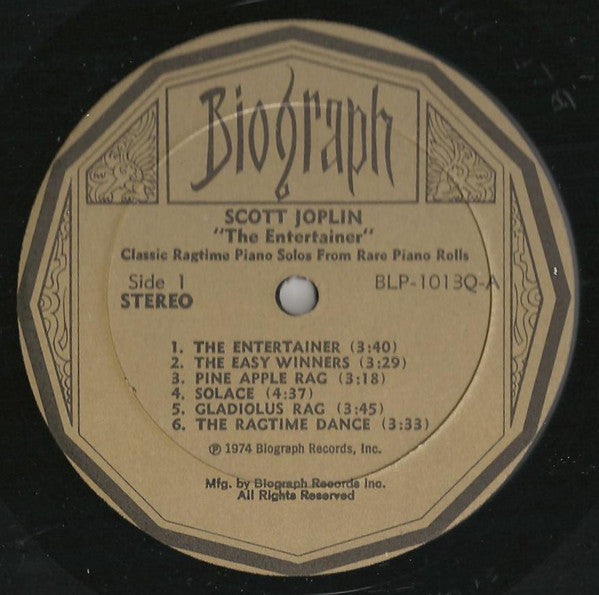 Biograph
SCOTT JOPLIN
"The Entertainer"
Classic Ragtime Piano Solos From Rare Piano Rolls
Side 1
BLP-1013Q-A
STEREO
1. THE ENTERTAINER (3:40)
2. THE EASY WINNERS (3:29)
3. PINE APPLE RAG (3:18)
4. SOLACE (4:37)
5. GLADIOLUS RAG (3:45)
6. THE RAGTIME DANCE (3:33)
℗ 1974 Biograph Records, Inc.
Mfg. by Biograph Records Inc.
All Rights Reserved